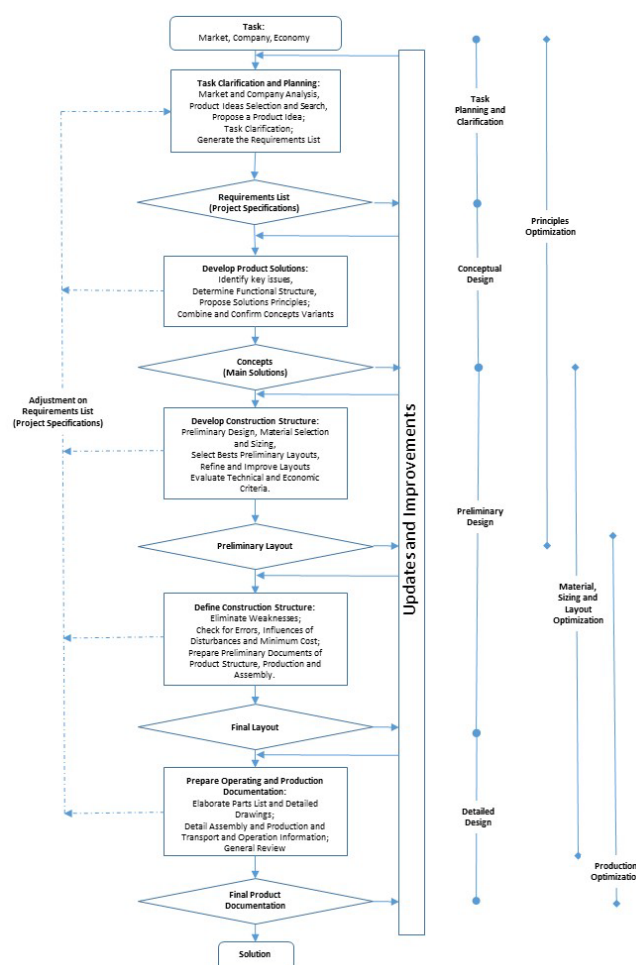 Task:
Market, Company, Economy
Task Clarification and Planning:
Market and Company Analysis,
Product Ideas Selection and Search,
Propose a Product Idea;
Task Clarification;
Generate the Requirements List
Requirements List
(Project Specifications)
Develop Product Solutions:
Identify key issues,
Determine Functional Structure,
Propose Solutions Principles;
Combine and Confirm Concepts Variants
Concepts
(Main Solutions)
Adjustment on
Requirements List
(Project Specifications)
Develop Construction Structure:
Preliminary Design, Material Selection
and Sizing,
Select Bests Preliminary Layouts,
Refine and Improve Layouts
Evaluate Technical and Economic
Criteria.
Preliminary Layout
Define Construction Structure:
Eliminate Weaknesses;
Check for Errors, Influences of
Disturbances and Minimum Cost;
Prepare Preliminary Documents of
Product Structure, Production and
Assembly.
Final Layout
Prepare Operating and Production
Documentation:
Elaborate Parts List and Detailed
Drawings;
Detail Assembly and Production and
Transport and Operation Information;
General Review
Final Product
Documentation
Solution
Updates and Improvements
Task
Planning and
Clarification
Conceptual
Design
Preliminary
Design
Detailed
Design
Principles
Optimization
Material,
Sizing and
Layout
Optimization
Production
Optimization